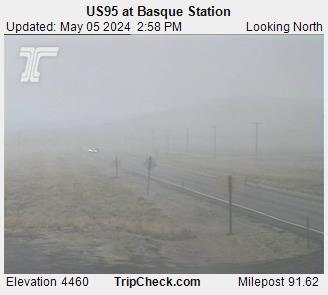 US95 at Basque Station
Updated: May 05 2024 2:58 PM Looking North
Elevation 4460 TripCheck.com Milepost 91.62